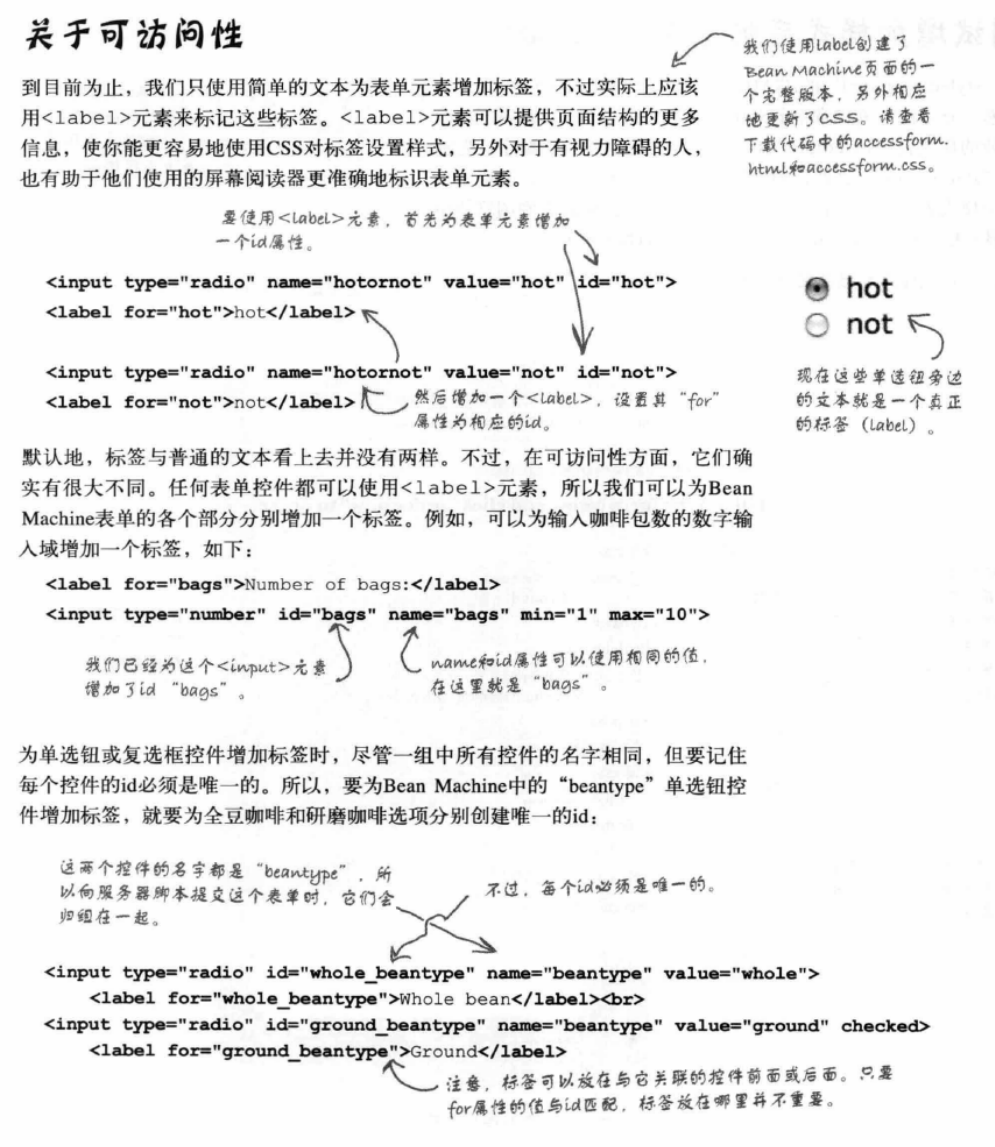 关于可访问性
到目前为止，我们只使用简单的文本为表单元素增加标签，不过实际上应该
用<label>元素来标记这些标签。<label>元素可以提供页面结构的更多
信息，使你能更容易地使用CSS对标签设置样式，另外对于有视力障碍的人，
也有助于他们使用的屏幕阅读器更准确地标识表单元素。
我们使用label创建了
Bean Machine页面的一
个完整版本，另外相应
地更新了CSS。请查看
下载代码中的accessform.
html和accessform.css。
要使用<label>元素，首先为表单元素增加
一个id属性。
<input type="radio" name="hotornot" value="hot" id="hot">
<label for="hot">hot</label>
<input type="radio" name="hotornot" value="not" id="not">
<label for="not">not</label>
然后增加一个<label>，设置其“for”
属性为相应的id。
hot
not
现在这些单选钮旁边
的文本就是一个真正
的标签（label）。
默认地，标签与普通的文本看上去并没有两样。不过，在可访问性方面，它们确
实有很大不同。任何表单控件都可以使用<label>元素，所以我们可以为Bean
Machine表单的各个部分分别增加一个标签。例如，可以为输入咖啡包数的数字输
入域增加一个标签，如下：
<label for="bags">Number of bags:</label>
<input type="number" id="bags" name="bags" min="1" max="10">
我们已经为这个<input>元素
增加了id“bags”。
name和id属性可以使用相同的值，
在这里就是“bags”。
为单选钮或复选框控件增加标签时，尽管一组中所有控件的名字相同，但要记住
每个控件的id必须是唯一的。所以，要为Bean Machine中的“beantype”单选钮控
件增加标签，就要为全豆咖啡和研磨咖啡选项分别创建唯一的id：
这两个控件的名字都是“beantype”，所
以向服务器脚本提交这个表单时，它们会
归组在一起。
不过，每个id必须是唯一的。
<input type="radio" id="whole_beantype" name="beantype" value="whole">
<label for="whole_beantype">Whole bean</label><br>
<input type="radio" id="ground_beantype" name="beantype" value="ground" checked>
<label for="ground_beantype">Ground</label>
注意，标签可以放在与它关联的控件前面或后面。只要
for属性的值与id匹配，标签放在哪里并不重要。